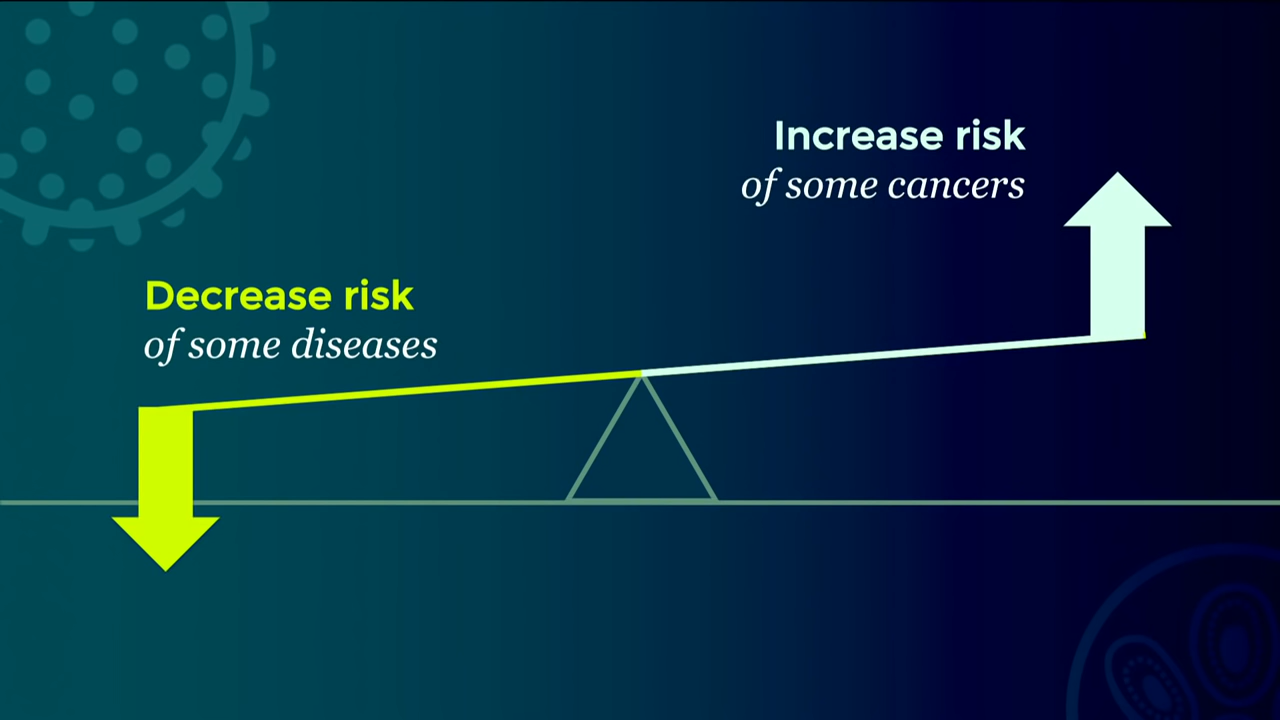 Increase risk
of some cancers
Decrease risk
of some diseases